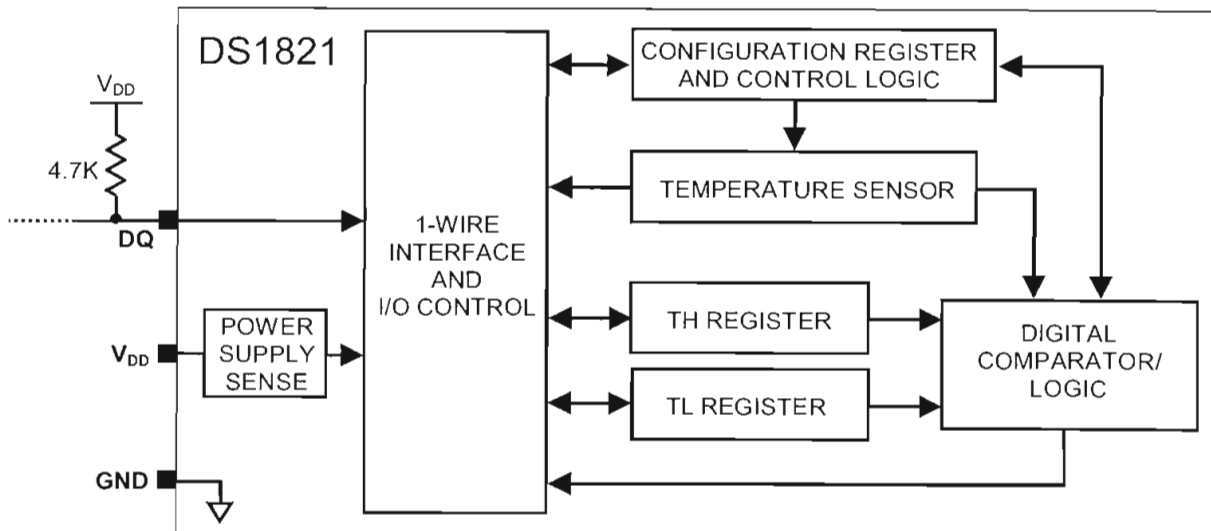 DS1821
V_DD
4.7K
DQ
V_DD
GND
POWER
SUPPLY
SENSE
1-WIRE
INTERFACE
AND
I/O CONTROL
CONFIGURATION REGISTER
AND CONTROL LOGIC
TEMPERATURE SENSOR
TH REGISTER
TL REGISTER
DIGITAL
COMPARATOR/
LOGIC